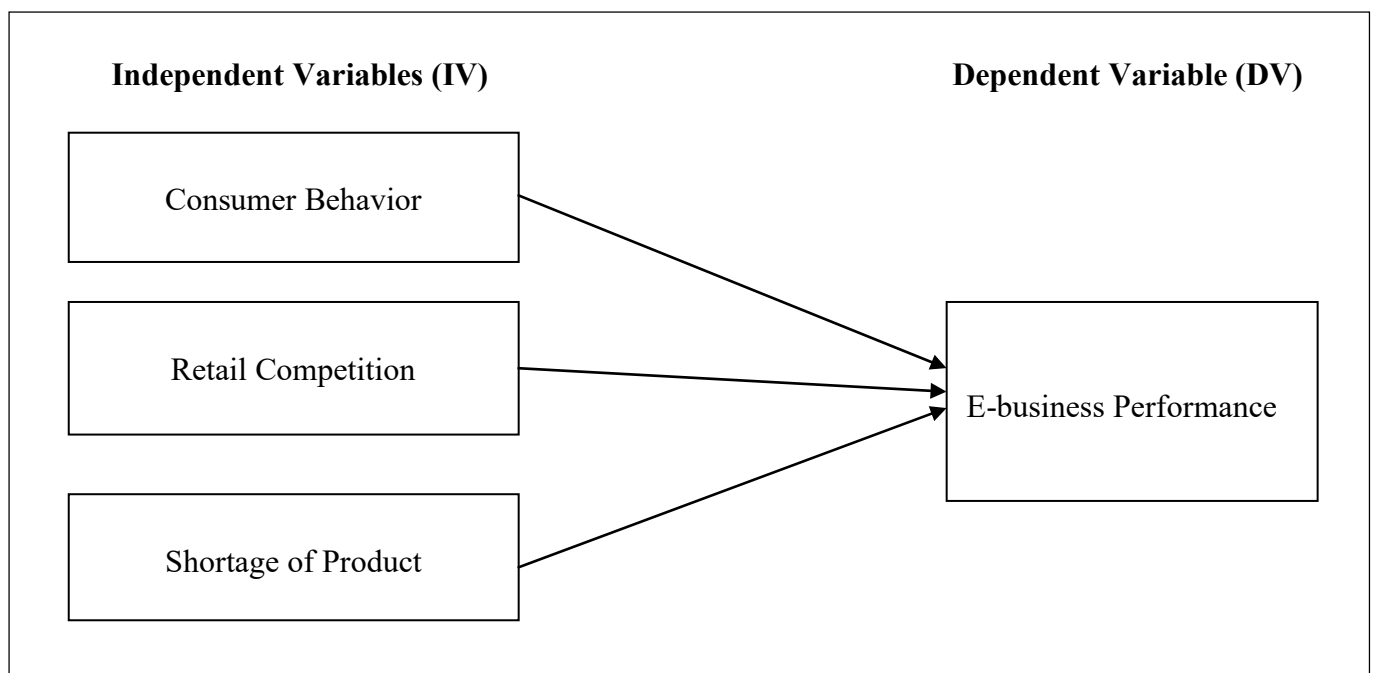 Independent Variables (IV)
Dependent Variable (DV)
Consumer Behavior
Retail Competition
E-business Performance
Shortage of Product